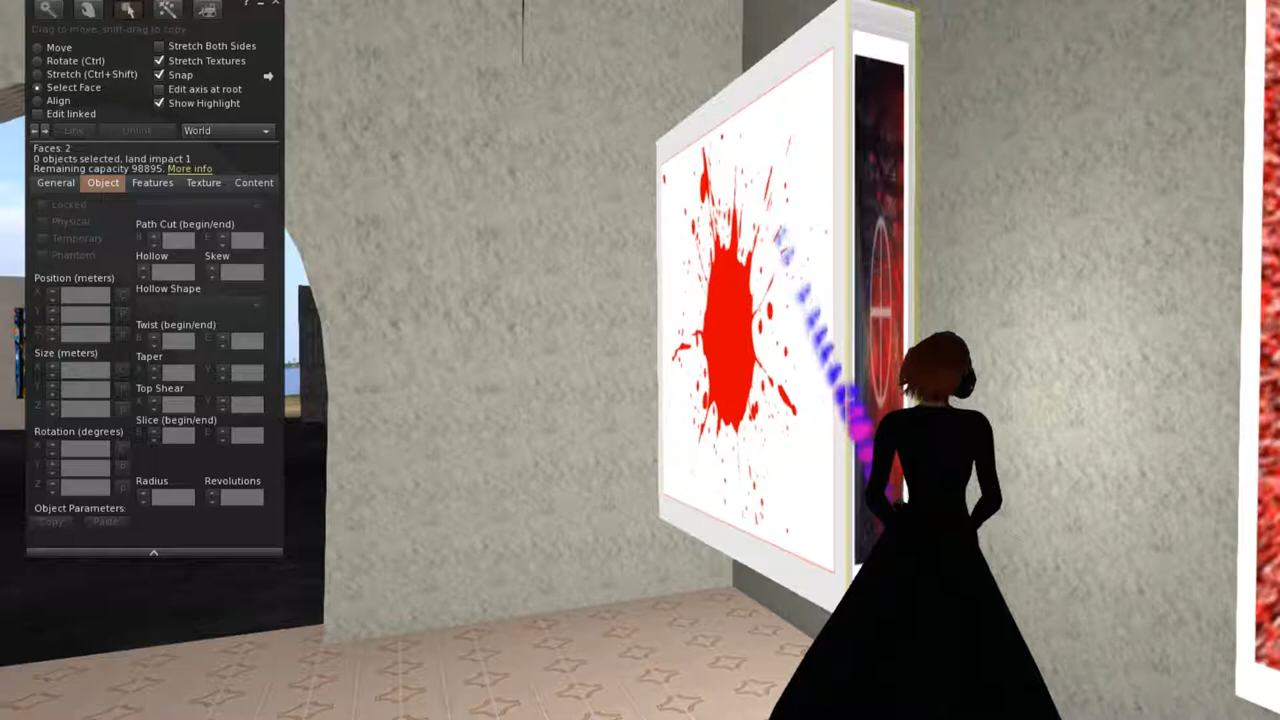 Drag to move, shift-drag to copy
Move
Rotate (Ctrl)
Stretch (Ctrl+Shift)
Select Face
Align
Edit linked
Stretch Both Sides
Stretch Textures
Snap
Edit axis at root
Show Highlight
Link
Unlink
World
Faces: 2
0 objects selected, land impact 1
Remaining capacity 98895. More info
General Object Features Texture Content
Locked
Physical
Temporary
Phantom
Position (meters)
X
Y
Z
Size (meters)
X
Y
Z
Rotation (degrees)
X
Y
Z
Object Parameters:
Copy Paste
Path Cut (begin/end)
B E
Hollow Skew
Hollow Shape
Twist (begin/end)
B E
Taper
X Y
Top Shear
X Y
Slice (begin/end)
B E
Radius Revolutions